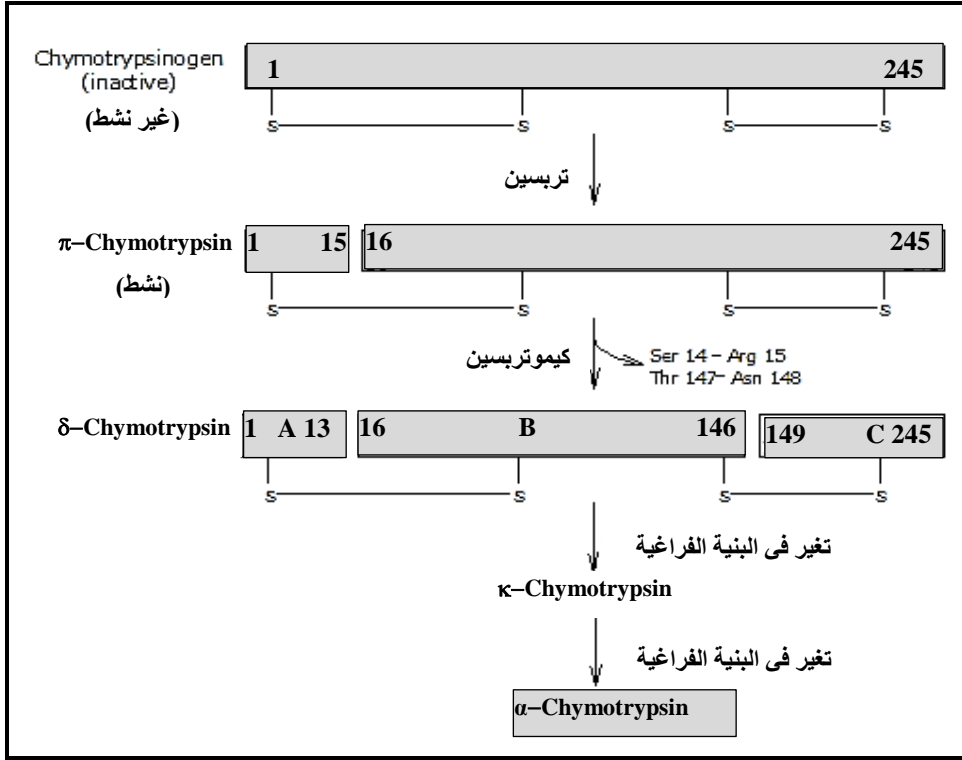 Chymotrypsinogen
(inactive)
(غير نشط)
1 245
S S S S
تربسين
π–Chymotrypsin
(نشط)
1 15 16 245
S S S S
كيموتربسين
Ser 14 – Arg 15
Thr 147– Asn 148
δ–Chymotrypsin 1 A 13 16 B 146 149 C 245
S S S S
تغير فى البنية الفراغية
κ–Chymotrypsin
تغير فى البنية الفراغية
α–Chymotrypsin